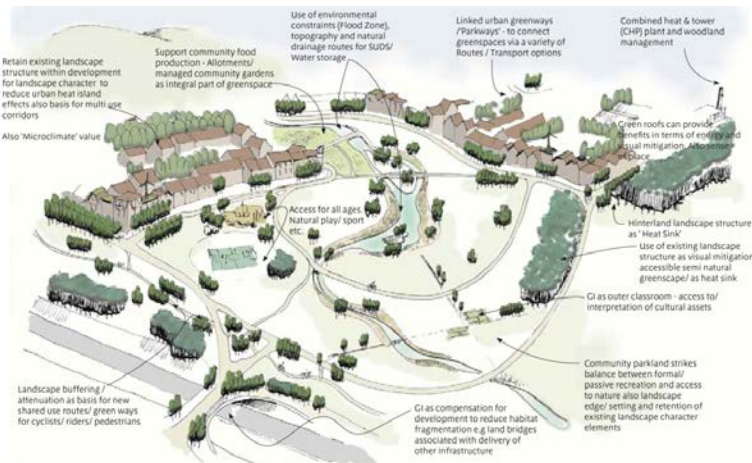 Use of environmental
constraints (Flood Zone),
topography and natural
drainage routes for SUDS/
Water storage
Linked urban greenways
/'Parkways' - to connect
greenspaces via a variety of
Routes / Transport options
Combined heat & tower
(CHP) plant and woodland
management
Retain existing landscape
structure within development
for landscape character to
reduce urban heat island
effects also basis for multi use
corridors
Also 'Microclimate' value
Support community food
production - Allotments/
managed community gardens
as integral part of greenspace
Green roofs can provide
benefits in terms of energy and
visual mitigation. Also sense
of place
Access for all ages.
Natural play/ sport
etc.
Hinterland landscape structure
as ' Heat Sink'
Use of existing landscape
structure as visual mitigation
accessible semi natural
greenscape/ as heat sink
GI as outer classroom - access to/
interpretation of cultural assets
Community parkland strikes
balance between formal/
passive recreation and access
to nature also landscape
edge/ setting and retention of
existing landscape character
elements
Landscape buffering /
attenuation as basis for new
shared use routes/ green ways
for cyclists/ riders/ pedestrians
GI as compensation for
development to reduce habitat
fragmentation e.g land bridges
associated with delivery of
other infrastructure